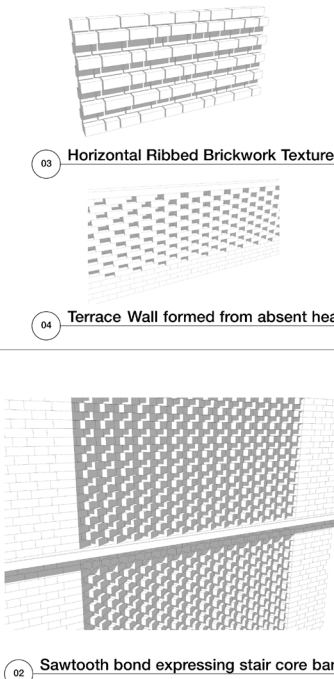 03 Horizontal Ribbed Brickwork Texture
04 Terrace Wall formed from absent
02 Sawtooth bond expressing stair core